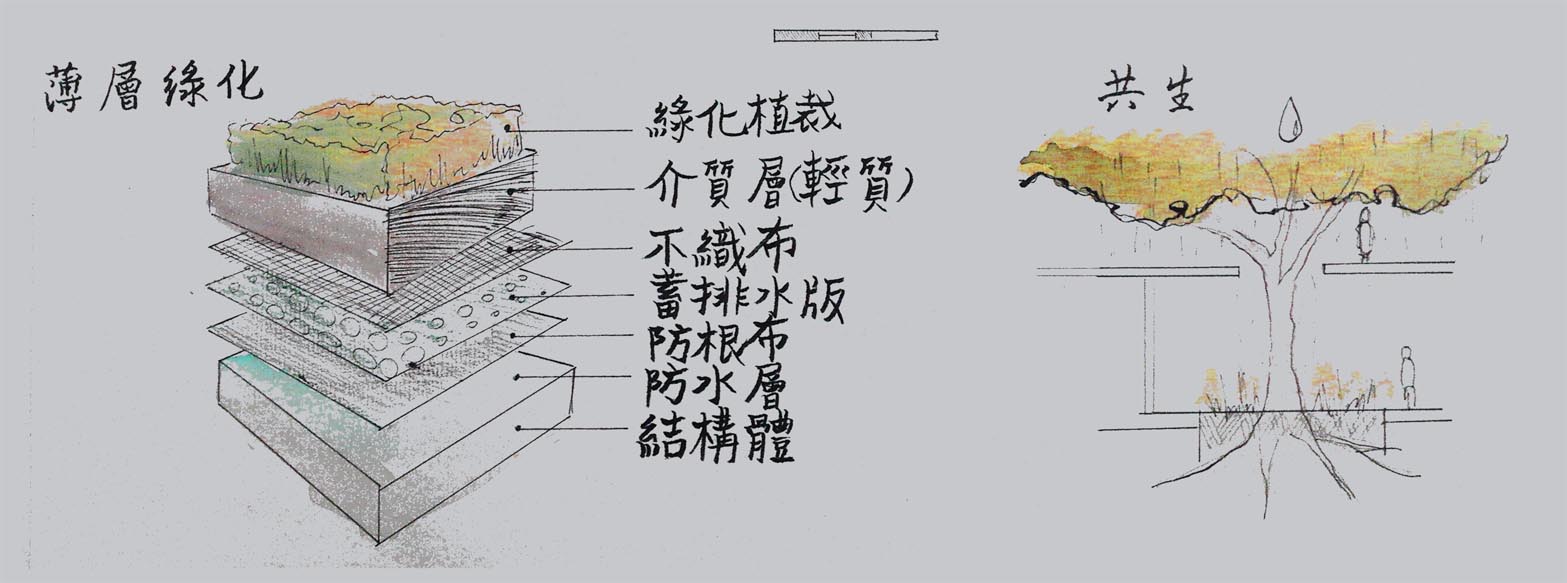 薄層綠化
綠化植栽
介質層(輕質)
不織布
蓄排水版
防根布
防水層
結構體
共生